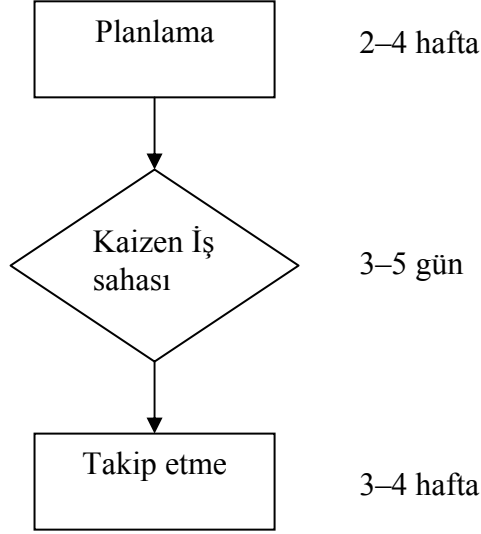 Planlama
2–4 hafta
Kaizen İş
sahası
3–5 gün
Takip etme
3–4 hafta